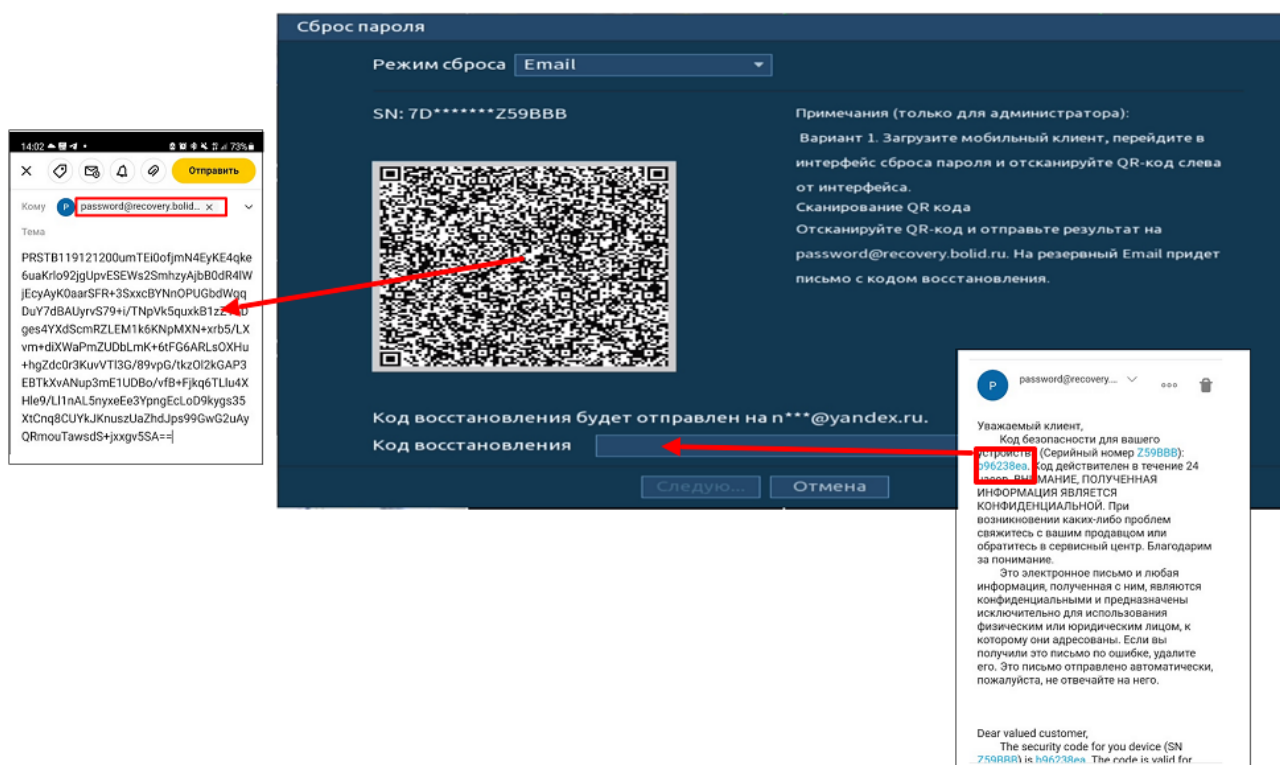 Сброс пароля
Режим сброса Email
SN: 7D*******Z59BBB
Примечания (только для администратора):
Вариант 1. Загрузите мобильный клиент, перейдите в
интерфейс сброса пароля и отсканируйте QR-код слева
от интерфейса.
Сканирование QR кода
Отсканируйте QR-код и отправьте результат на
password@recovery.bolid.ru. На резервный Email придет
письмо с кодом восстановления.
Код восстановления будет отправлен на n***@yandex.ru.
Код восстановления
Следую... Отмена
14:02 73%
Отправить
Кому P password@recovery.bolid.. ×
Тема
PRSTB119121200umTEi0ofjmN4EyKE4qke
6uaKrlo92jgUpvESEWs2SmhzyAjbB0dR4lW
jEcyAyK0aarSFR+3SxxcBYNnOPUGbdWgq
DuY7dBAUyrvS79+i/TNpVk5quxkB1zZ
ges4YXdScmRZLEM1k6KNpMXN+xrb5/LX
vm+diXWaPmZUDbLmK+6tFG6ARLsOXHu
+hgZdc0r3KuvVTl3G/89vpG/tkzOl2kGAP3
EBTkXvANup3mE1UDBo/vfB+Fjkq6TLlu4X
Hle9/Ll1nAL5nyxeEe3YpngEcLoD9kygs35
XtCnq8CUYkJKnuszUaZhdJps99GwG2uAy
QRmouTawsdS+jxxgv5SA==
P password@recovery....
Уважаемый клиент,
Код безопасности для вашего
устройства (Серийный номер Z59BBB):
b96238ea. Код действителен в течение 24
часов. ВНИМАНИЕ, ПОЛУЧЕННАЯ
ИНФОРМАЦИЯ ЯВЛЯЕТСЯ
КОНФИДЕНЦИАЛЬНОЙ. При
возникновении каких-либо проблем
свяжитесь с вашим продавцом или
обратитесь в сервисный центр. Благодарим
за понимание.
Это электронное письмо и любая
информация, полученная с ним, являются
конфиденциальными и предназначены
исключительно для использования
физическим или юридическим лицом, к
которому они адресованы. Если вы
получили это письмо по ошибке, удалите
его. Это письмо отправлено автоматически,
пожалуйста, не отвечайте на него.
Dear valued customer,
The security code for you device (SN
Z59BBB) is b96238ea. The code is valid for